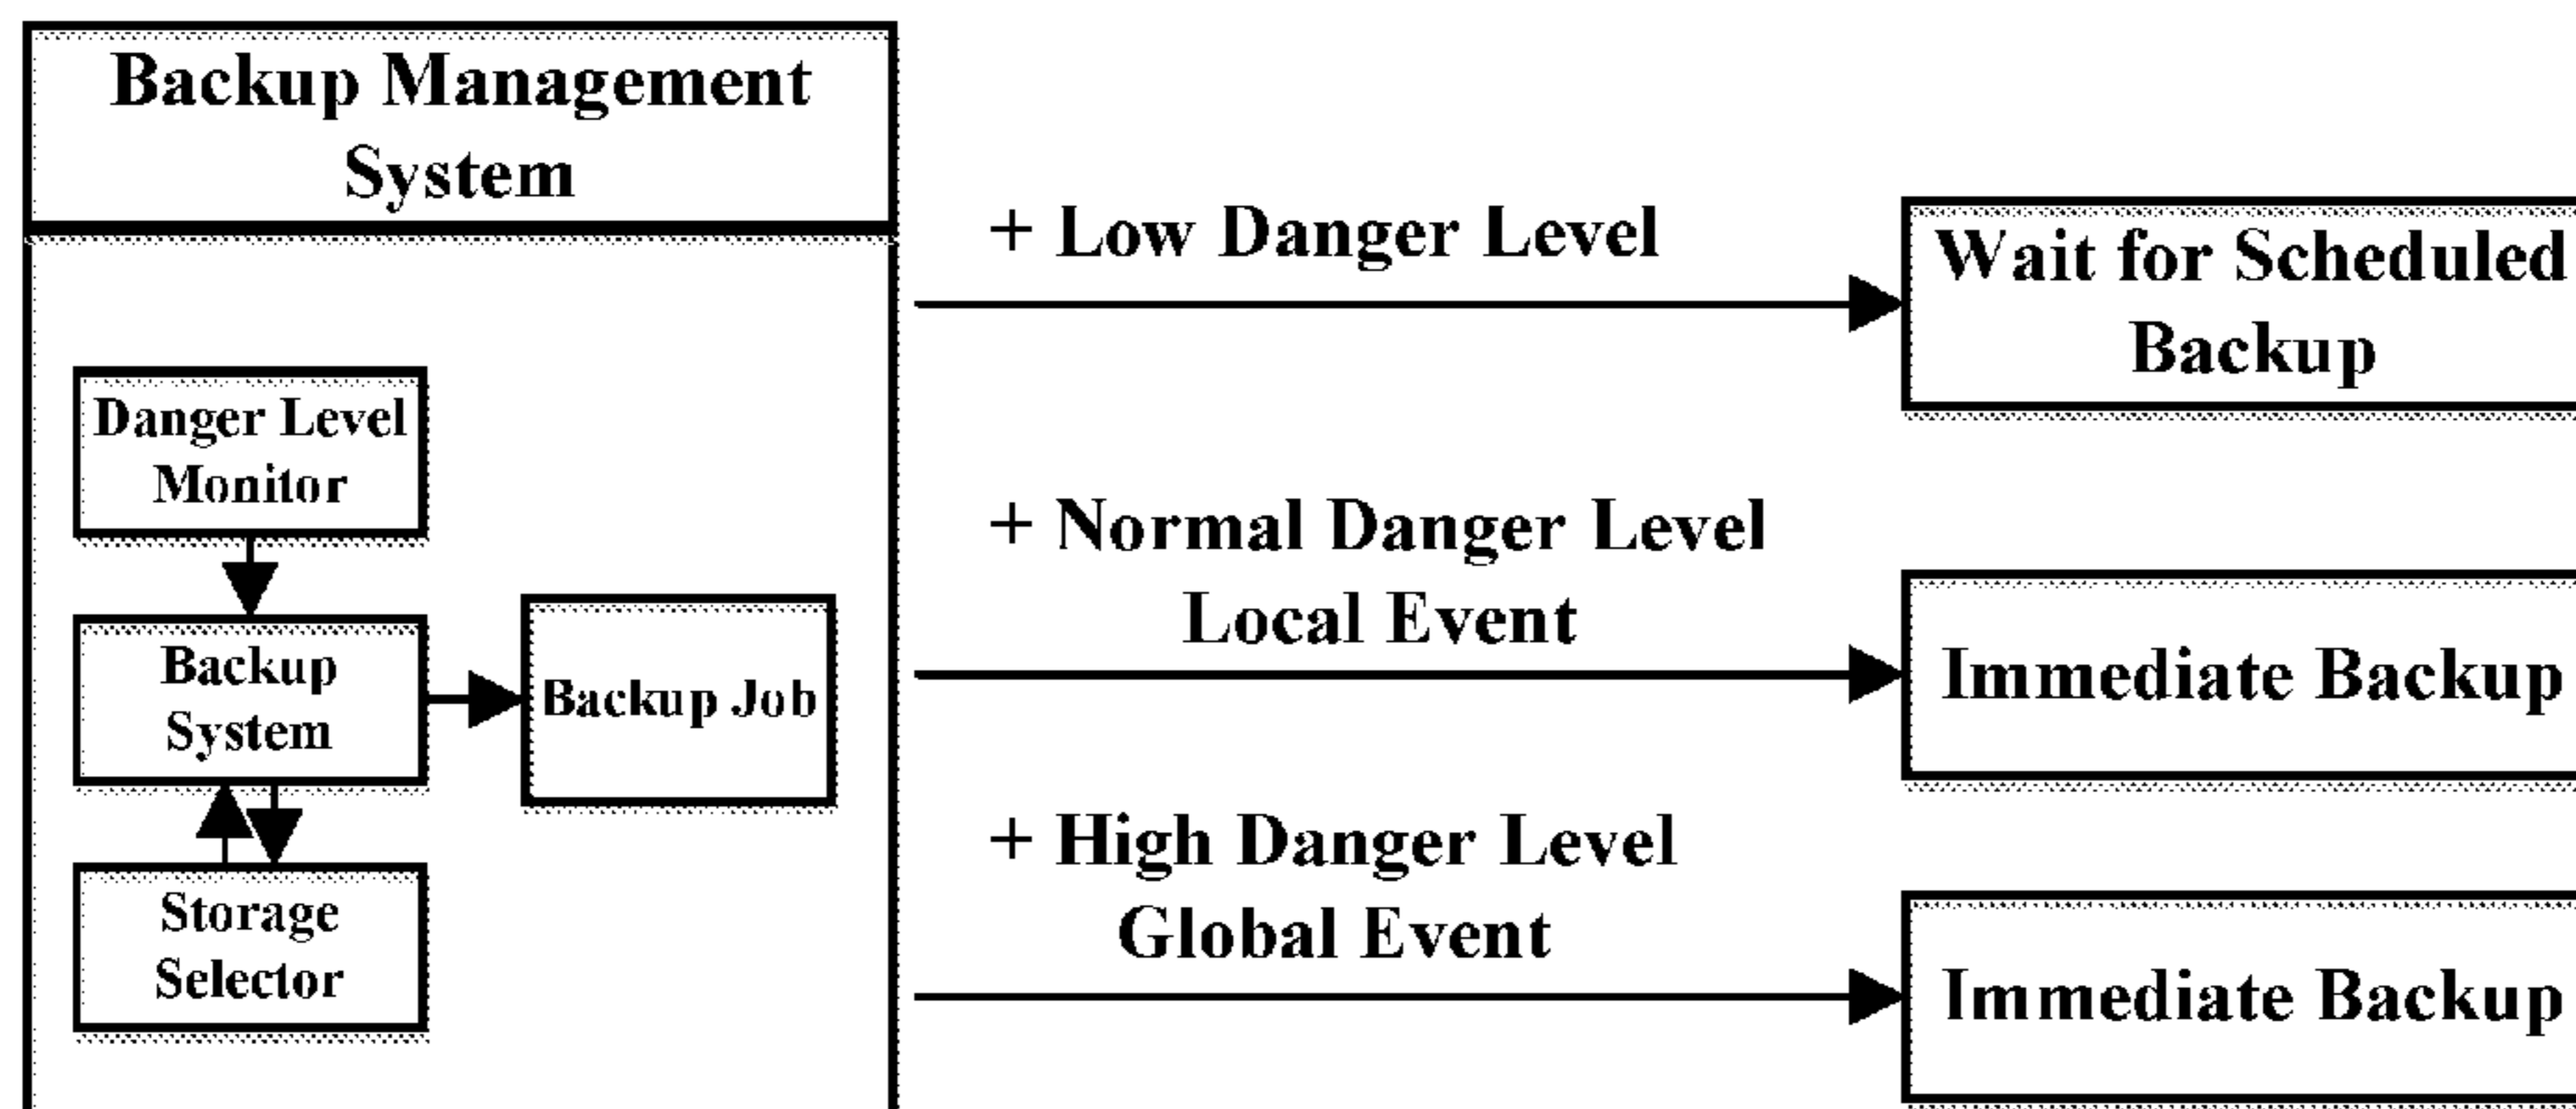 Backup Management
System
Danger Level
Monitor
Backup
System
Backup Job
Storage
Selector
+ Low Danger Level
Wait for Scheduled
Backup
+ Normal Danger Level
Local Event
Immediate Backup
+ High Danger Level
Global Event
Immediate Backup